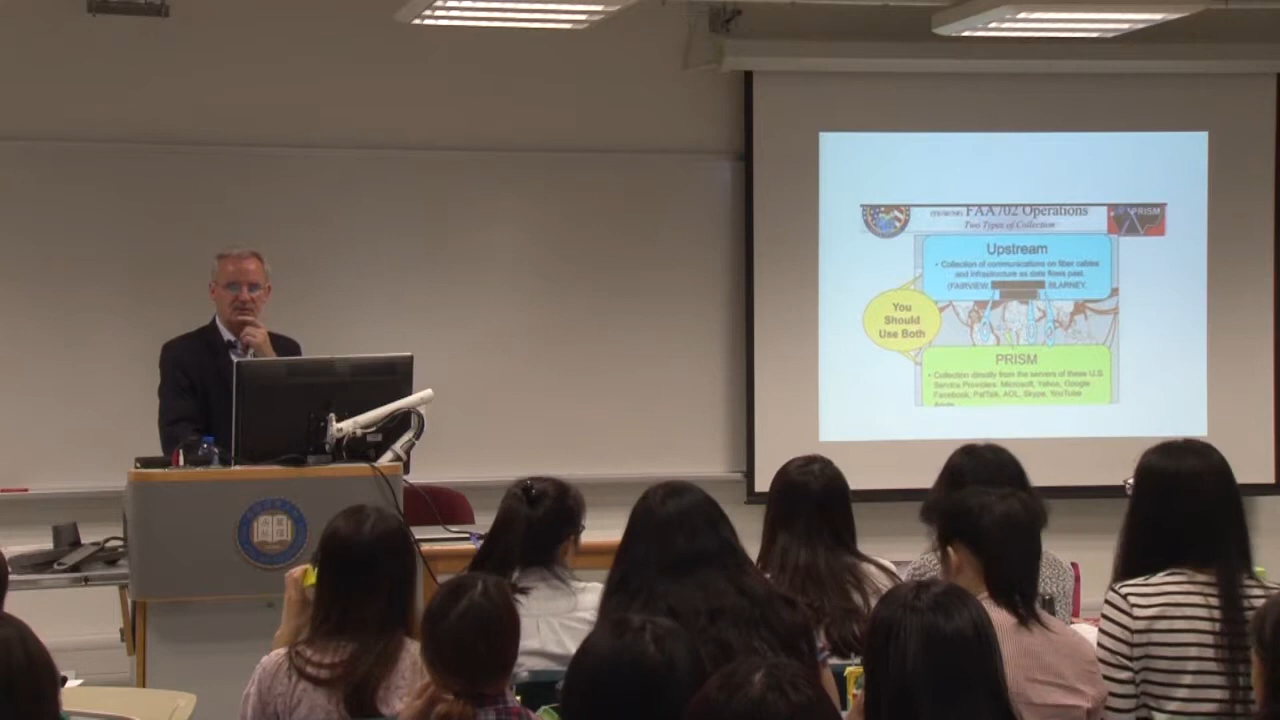 FAA702 Operations
Two Types of Collection
PRISM
Upstream
• Collection of communications on fiber cables
and infrastructure as data flows past.
(FAIRVIEW, BLARNEY,
You
Should
Use Both
PRISM
• Collection directly from the servers of these U.S.
Service Providers: Microsoft, Yahoo, Google
Facebook, PalTalk, AOL, Skype, YouTube
Apple